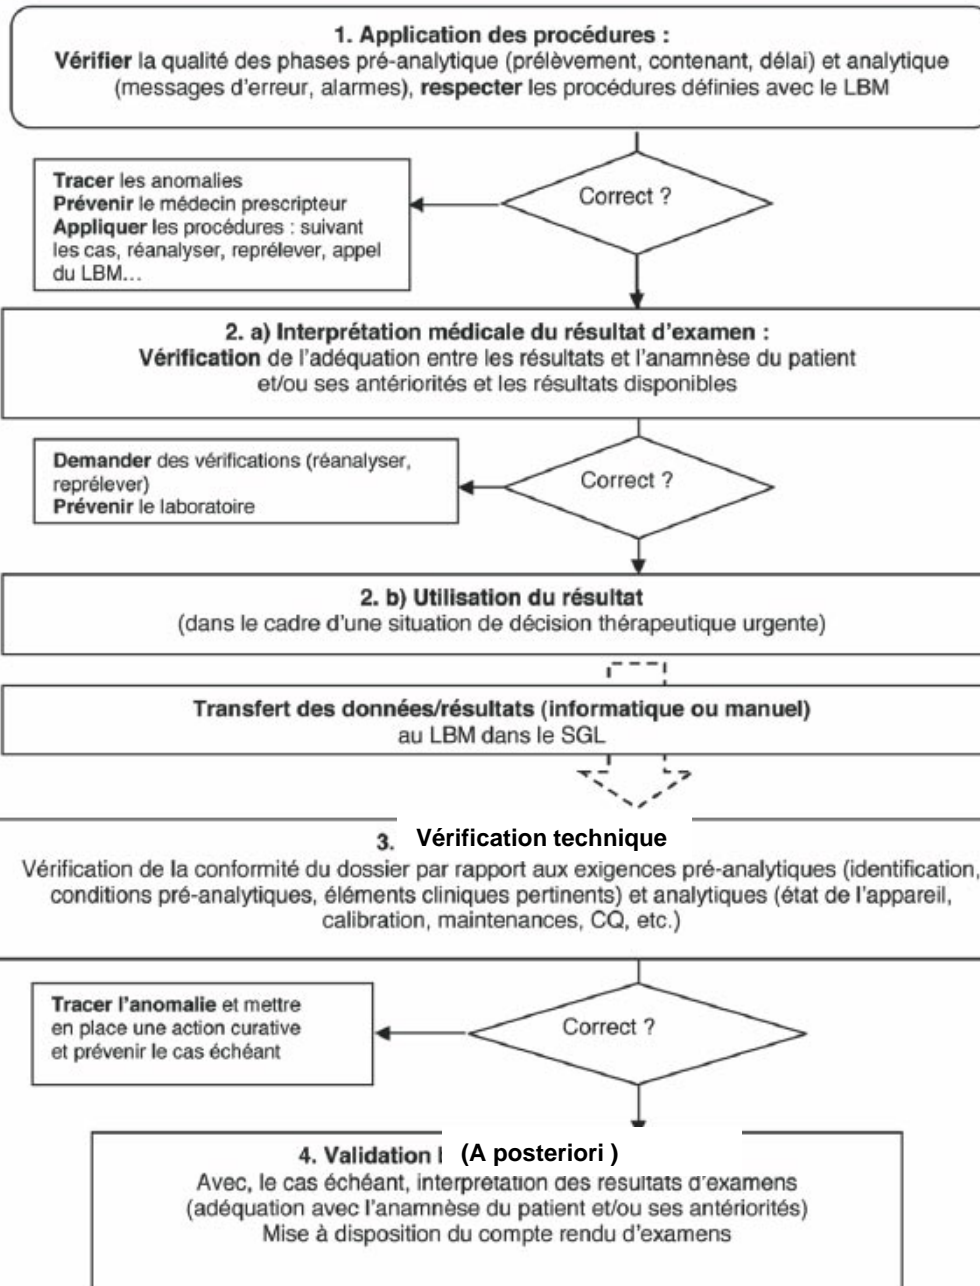 1. Application des procédures :
Vérifier la qualité des phases pré-analytique (prélèvement, contenant, délai) et analytique
(messages d'erreur, alarmes), respecter les procédures définies avec le LBM
Correct ?
Tracer les anomalies
Prévenir le médecin prescripteur
Appliquer les procédures : suivant
les cas, réanalyser, reprélever, appel
du LBM...
2. a) Interprétation médicale du résultat d'examen :
Vérification de l'adéquation entre les résultats et l'anamnèse du patient
et/ou ses antériorités et les résultats disponibles
Correct ?
Demander des vérifications (réanalyser,
reprélever)
Prévenir le laboratoire
2. b) Utilisation du résultat
(dans le cadre d'une situation de décision thérapeutique urgente)
Transfert des données/résultats (informatique ou manuel)
au LBM dans le SGL
3. Vérification technique
Vérification de la conformité du dossier par rapport aux exigences pré-analytiques (identification,
conditions pré-analytiques, éléments cliniques pertinents) et analytiques (état de l'appareil,
calibration, maintenances, CQ, etc.)
Correct ?
Tracer l'anomalie et mettre
en place une action curative
et prévenir le cas échéant
4. Validation (A posteriori )
Avec, le cas échéant, interprétation des résultats d'examens
(adéquation avec l'anamnèse du patient et/ou ses antériorités)
Mise à disposition du compte rendu d'examens